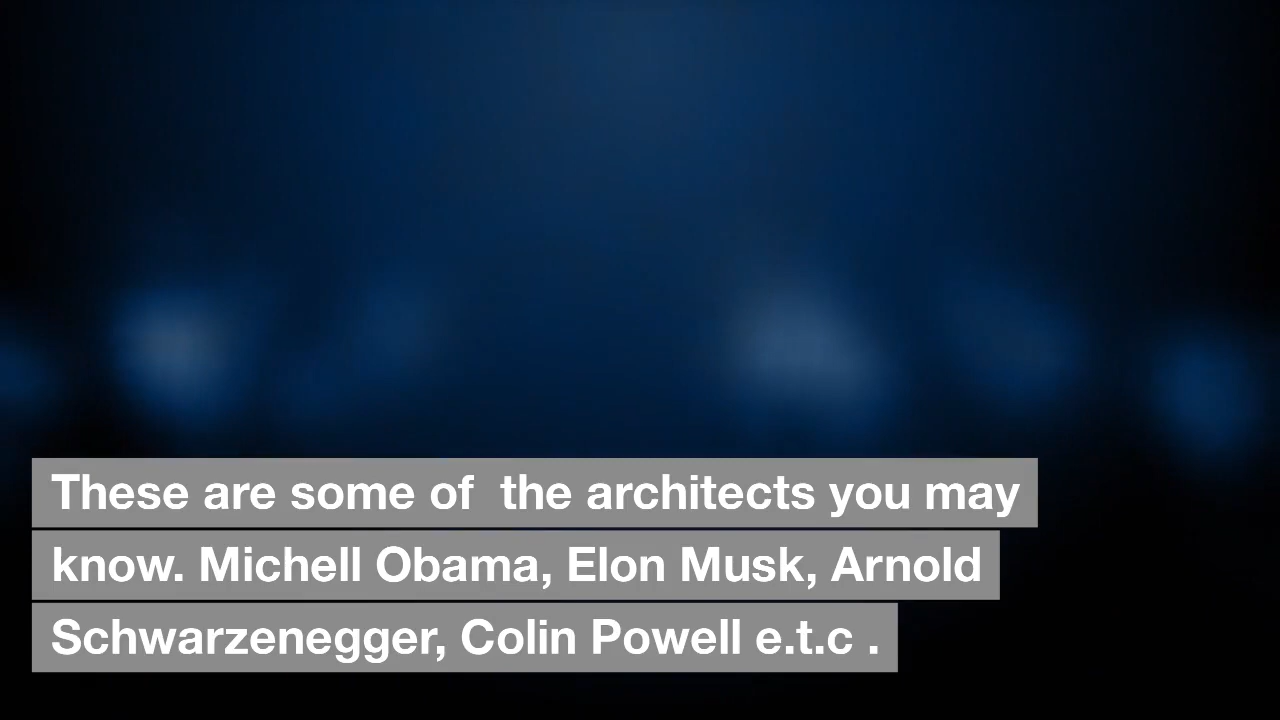 These are some of  the architects you may
know. Michell Obama, Elon Musk, Arnold
Schwarzenegger, Colin Powell e.t.c .